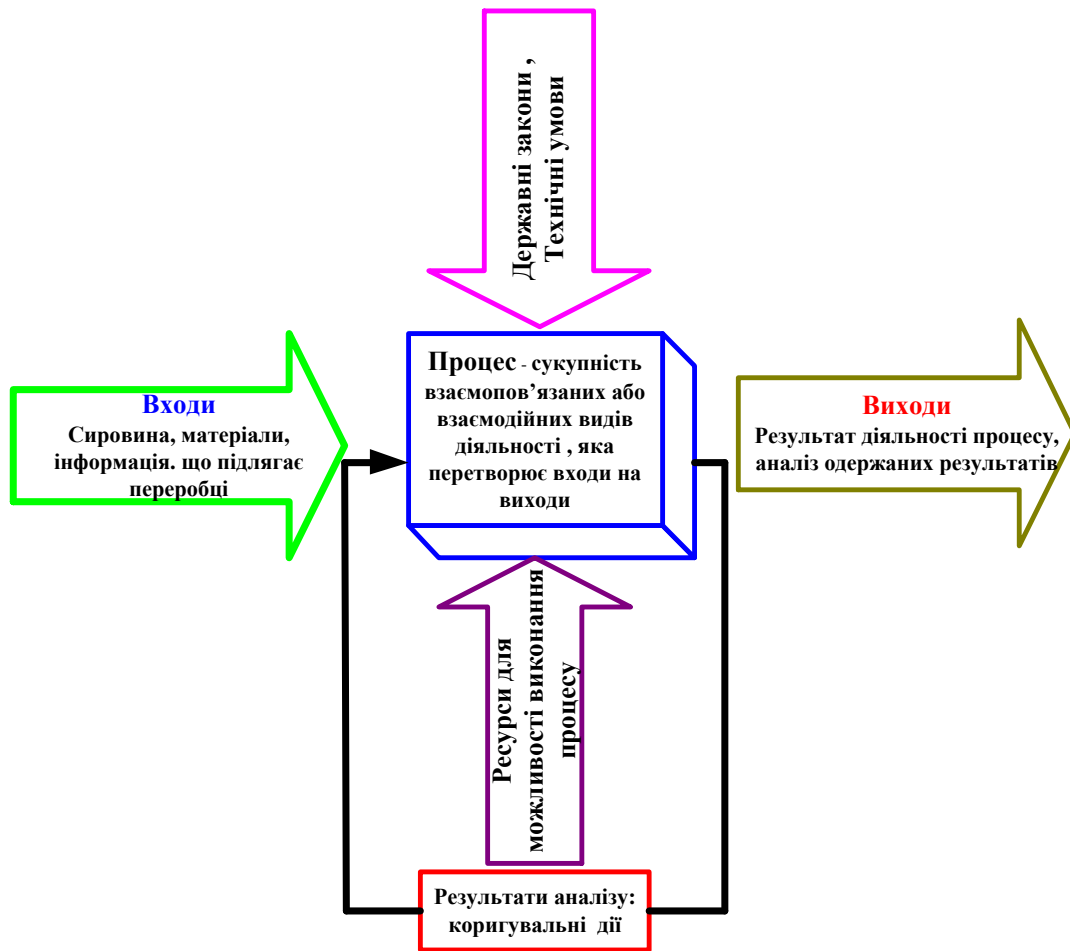 Державні закони ,
Технічні умови
Процес - сукупність
взаємопов’язаних або
взаємодійних видів
діяльності , яка
перетворює входи на
виходи
Входи
Сировина, матеріали,
інформація. що підлягає
переробці
Виходи
Результат діяльності процесу,
аналіз одержаних результатів
Ресурси для
можливості виконання
процесу
Результати аналізу:
коригувальні дії